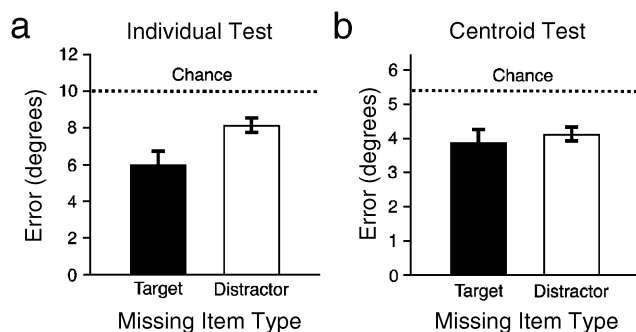 a
Individual Test
Error (degrees)
12
10
8
6
4
2
0
Chance
Target
Distractor
Missing Item Type
b
Centroid Test
Error (degrees)
6
5
4
3
2
1
0
Chance
Target
Distractor
Missing Item Type